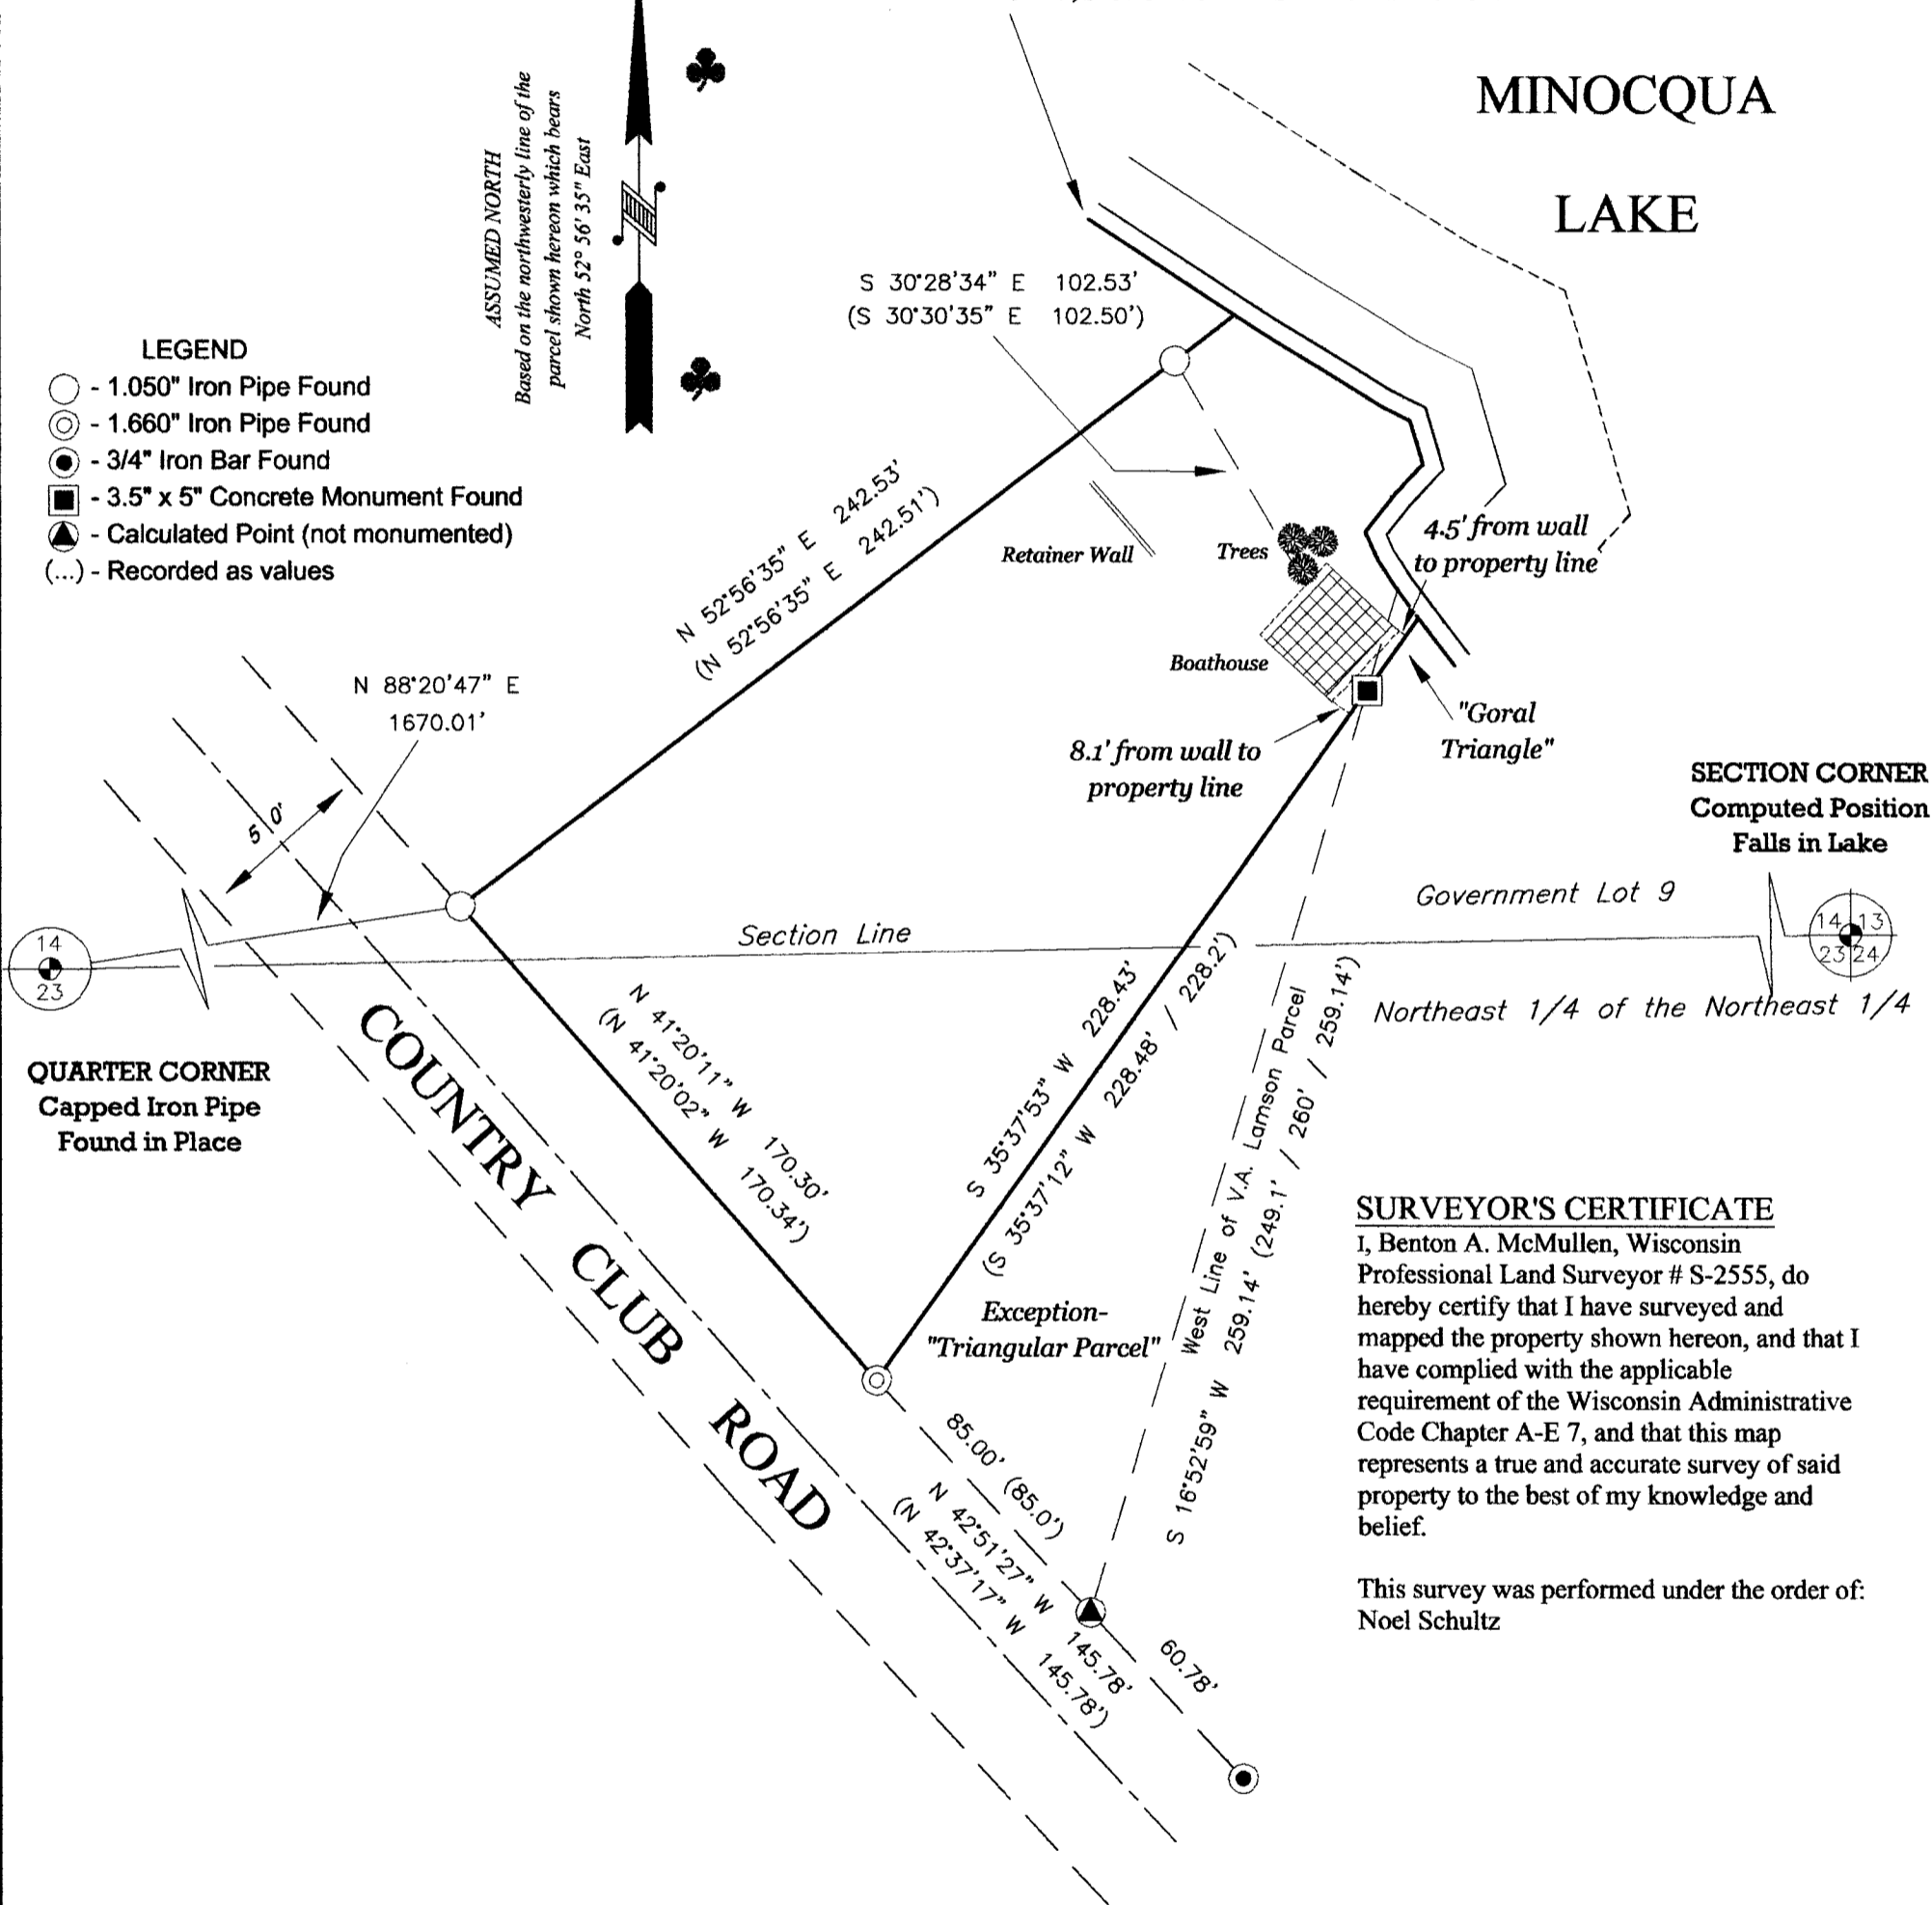 MINOCQUA
LAKE
ASSUMED NORTH
Based on the northwesterly line of the
parcel shown hereon which bears
North 52° 56' 35" East
S 30°28'34" E 102.53'
(S 30°30'35" E 102.50')
LEGEND
- 1.050" Iron Pipe Found
- 1.660" Iron Pipe Found
- 3/4" Iron Bar Found
- 3.5" x 5" Concrete Monument Found
- Calculated Point (not monumented)
(...) - Recorded as values
N 52°56'35" E 242.53'
(N 52°56'35" E 242.51')
Retainer Wall
Trees
4.5' from wall
to property line
Boathouse
"Goral
Triangle"
8.1' from wall to
property line
N 88°20'47" E
1670.01'
50'
SECTION CORNER
Computed Position
Falls in Lake
Government Lot 9
Section Line
14
23
14 13
23 24
Northeast 1/4 of the Northeast 1/4
QUARTER CORNER
Capped Iron Pipe
Found in Place
COUNTRY CLUB ROAD
N 41°20'11" W 170.30'
(N 41°20'02" W 170.34')
S 35°37'53" W 228.43'
(S 35°37'12" W 228.48' / 228.2')
West Line of V.A. Lamson Parcel
S 16°52'59" W 259.14' (249.1' / 260' / 259.14')
Exception-
"Triangular Parcel"
85.00' (85.0')
N 42°51'27" W 145.78'
(N 42°37'17" W 145.78')
60.78'
SURVEYOR'S CERTIFICATE
I, Benton A. McMullen, Wisconsin
Professional Land Surveyor # S-2555, do
hereby certify that I have surveyed and
mapped the property shown hereon, and that I
have complied with the applicable
requirement of the Wisconsin Administrative
Code Chapter A-E 7, and that this map
represents a true and accurate survey of said
property to the best of my knowledge and
belief.
This survey was performed under the order of:
Noel Schultz